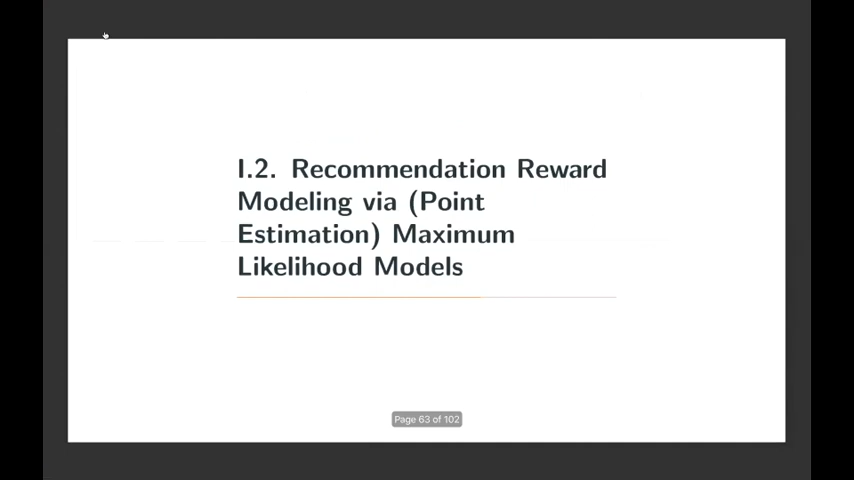 I.2. Recommendation Reward
Modeling via (Point
Estimation) Maximum
Likelihood Models
Page 63 of 102